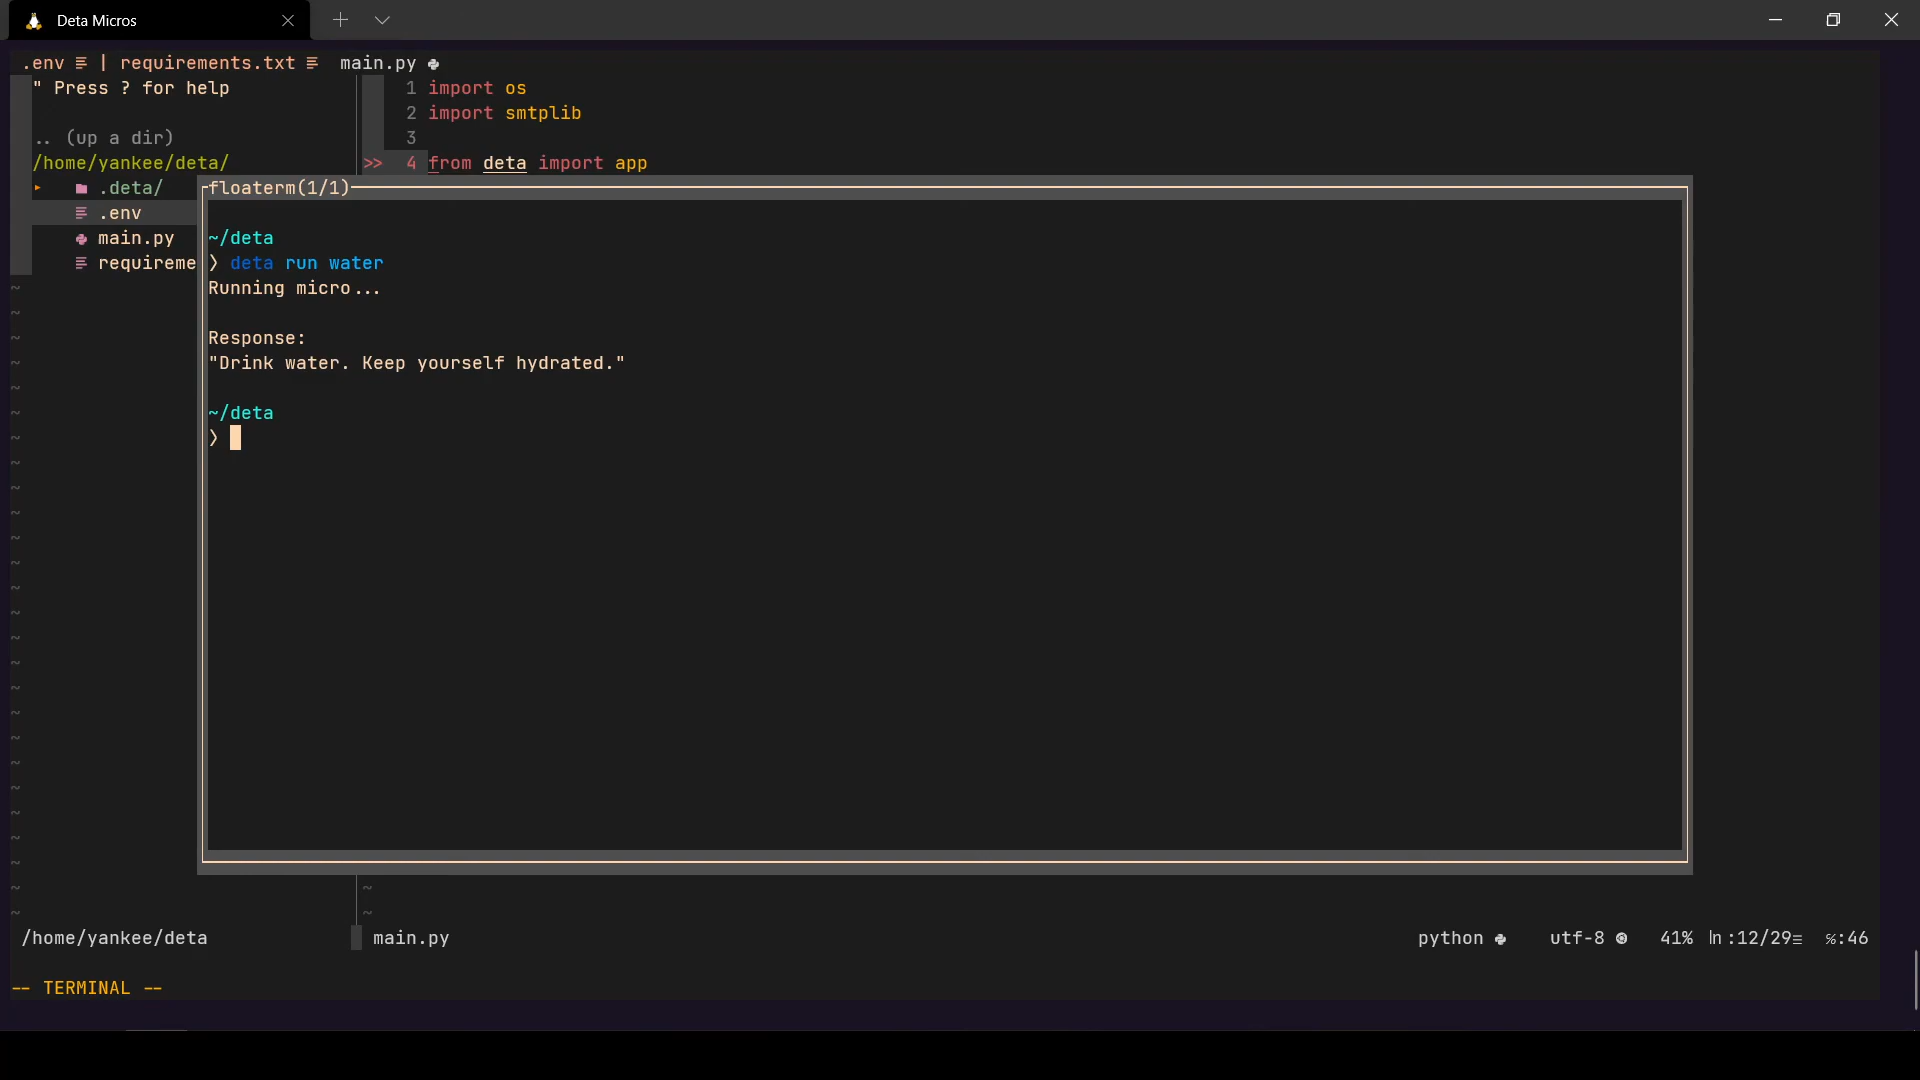 Deta Micros
.env | requirements.txt main.py
" Press ? for help
.. (up a dir)
/home/yankee/deta/
.deta/
.env
main.py
requireme
1 import os
2 import smtplib
3
>> 4 from deta import app
floaterm(1/1)
~/deta
❯ deta run water
Running micro...
Response:
"Drink water. Keep yourself hydrated."
~/deta
❯
/home/yankee/deta
main.py
python utf-8 41% ln :12/29≡ ℅:46
-- TERMINAL --